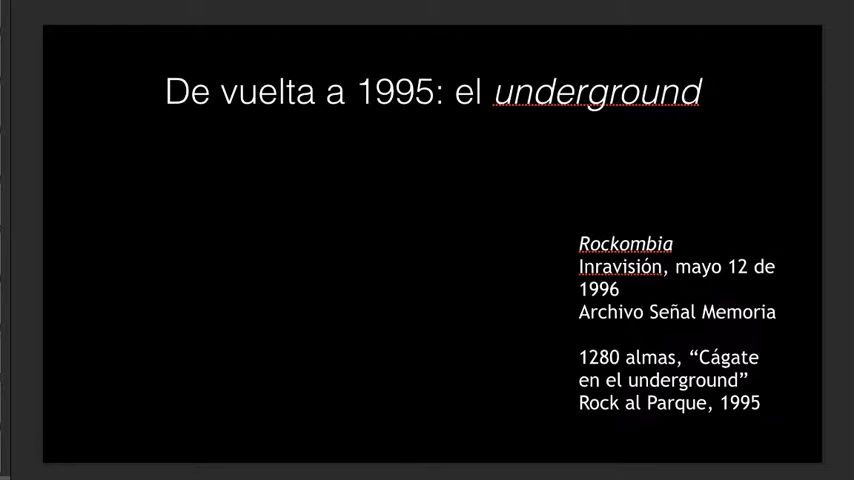 De vuelta a 1995: el underground
Rockombia
Inravisión, mayo 12 de
1996
Archivo Señal Memoria
1280 almas, “Cágate
en el underground”
Rock al Parque, 1995